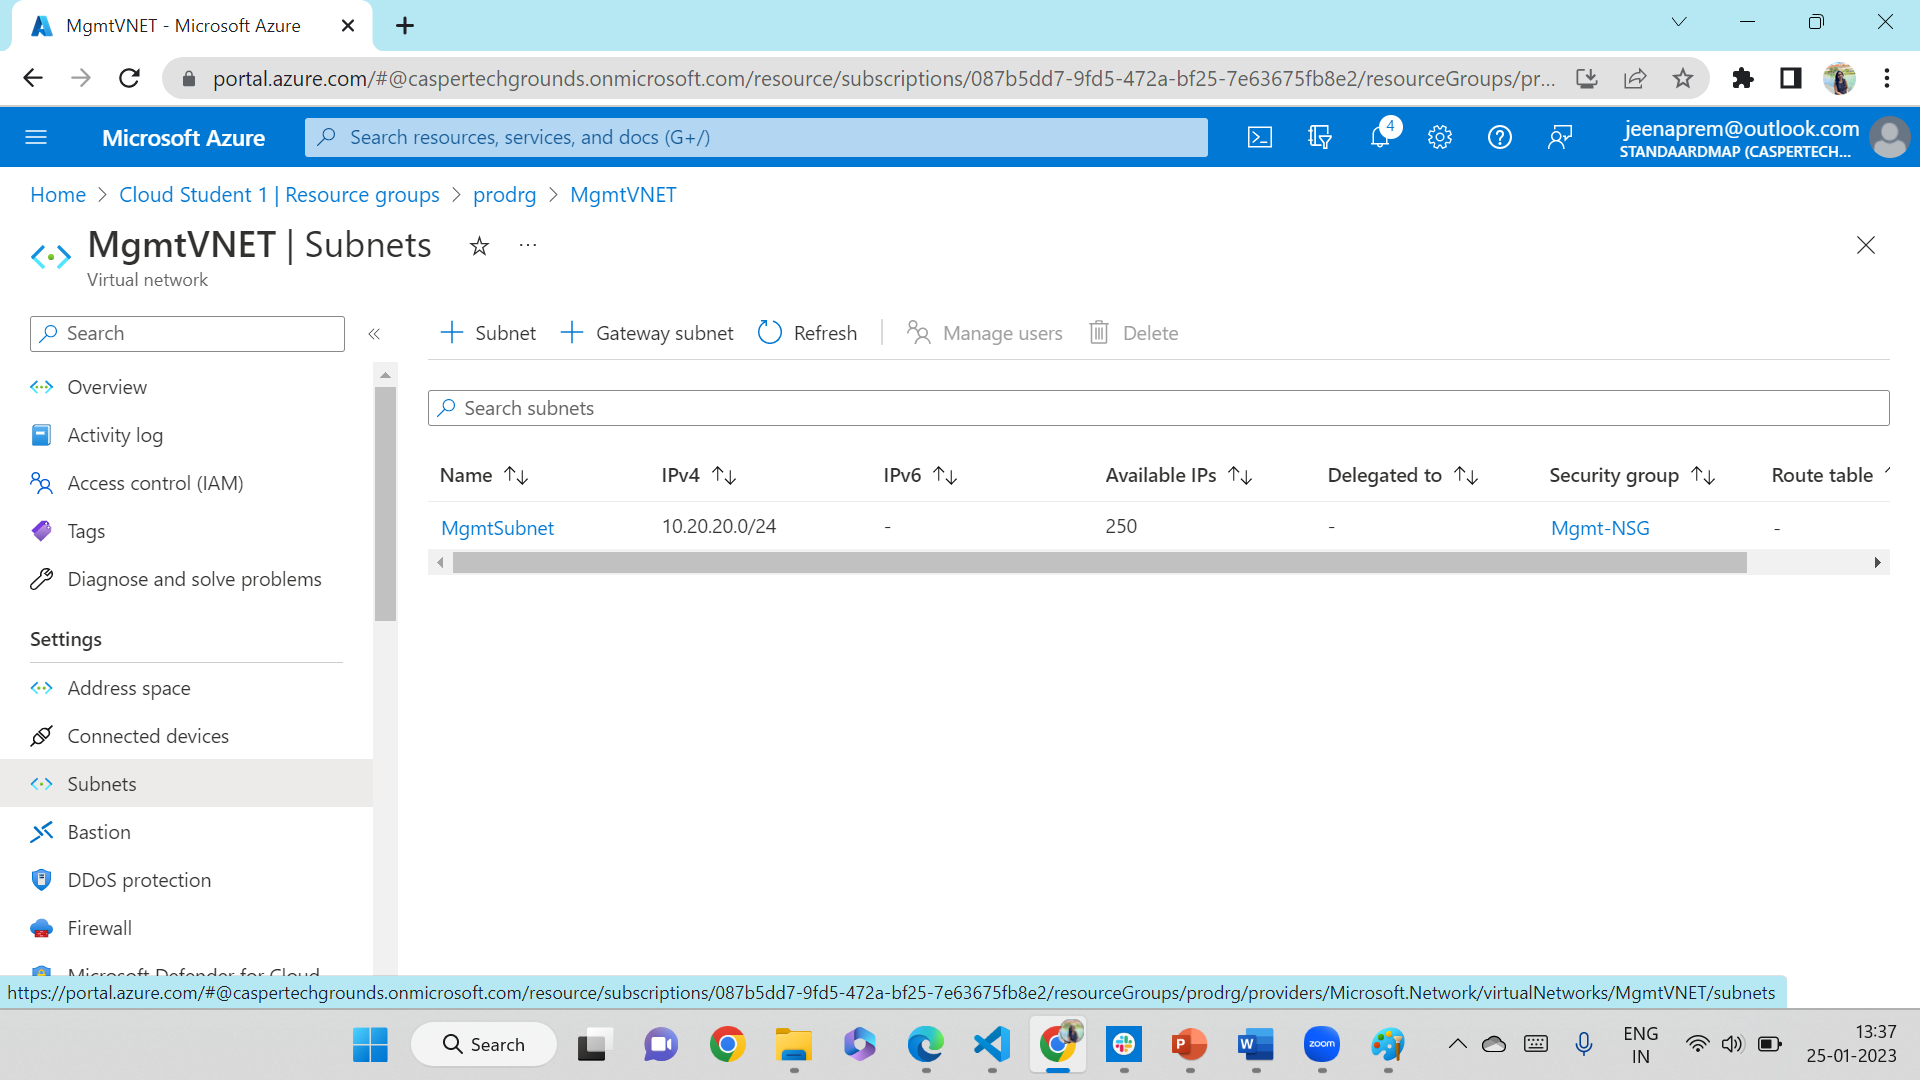 MgmtVNET - Microsoft Azure
portal.azure.com/#@caspertechgrounds.onmicrosoft.com/resource/subscriptions/087b5dd7-9fd5-472a-bf25-7e63675fb8e2/resourceGroups/pr...
Microsoft Azure
Search resources, services, and docs (G+/)
4
jeenaprem@outlook.com
STANDAARDMAP (CASPERTECH...
Home > Cloud Student 1 | Resource groups > prodrg > MgmtVNET
MgmtVNET | Subnets
Virtual network
Search
Subnet
Gateway subnet
Refresh
Manage users
Delete
Overview
Activity log
Access control (IAM)
Tags
Diagnose and solve problems
Settings
Address space
Connected devices
Subnets
Bastion
DDoS protection
Firewall
Microsoft Defender for Cloud
Search subnets
Name IPv4 IPv6 Available IPs Delegated to Security group Route table
MgmtSubnet 10.20.20.0/24 - 250 - Mgmt-NSG -
https://portal.azure.com/#@caspertechgrounds.onmicrosoft.com/resource/subscriptions/087b5dd7-9fd5-472a-bf25-7e63675fb8e2/resourceGroups/prodrg/providers/Microsoft.Network/virtualNetworks/MgmtVNET/subnets
Search
P
W
zoom
ENG
IN
13:37
25-01-2023